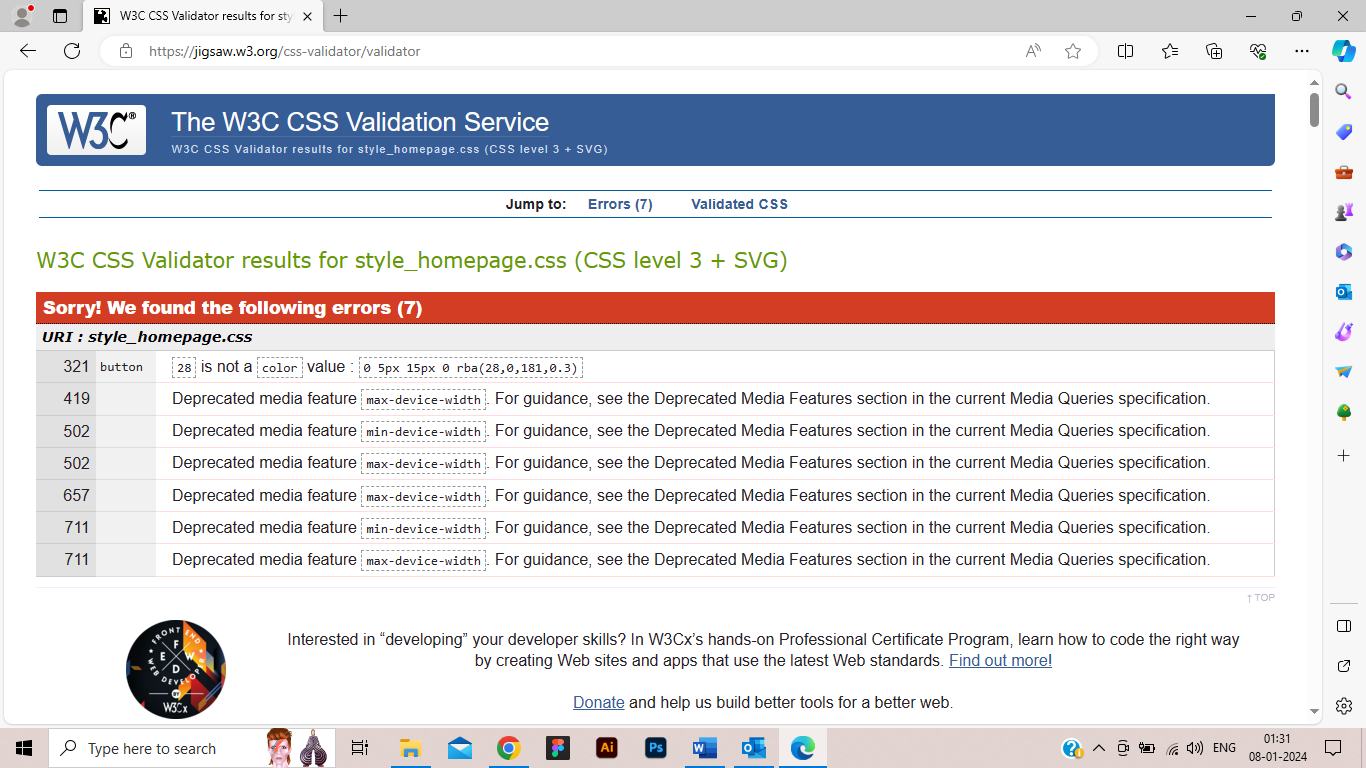 W3C CSS Validator results for sty
https://jigsaw.w3.org/css-validator/validator
W3C®
The W3C CSS Validation Service
W3C CSS Validator results for style_homepage.css (CSS level 3 + SVG)
Jump to: Errors (7) Validated CSS
W3C CSS Validator results for style_homepage.css (CSS level 3 + SVG)
Sorry! We found the following errors (7)
URI : style_homepage.css
321 button 28 is not a color value : 0 5px 15px 0 rba(28,0,181,0.3)
419 Deprecated media feature max-device-width. For guidance, see the Deprecated Media Features section in the current Media Queries specification.
502 Deprecated media feature min-device-width. For guidance, see the Deprecated Media Features section in the current Media Queries specification.
502 Deprecated media feature max-device-width. For guidance, see the Deprecated Media Features section in the current Media Queries specification.
657 Deprecated media feature max-device-width. For guidance, see the Deprecated Media Features section in the current Media Queries specification.
711 Deprecated media feature min-device-width. For guidance, see the Deprecated Media Features section in the current Media Queries specification.
711 Deprecated media feature max-device-width. For guidance, see the Deprecated Media Features section in the current Media Queries specification.
↑ TOP
FRONT END
F
E W
D
WEB DEVELOPER
BY
W3Cx
Interested in “developing” your developer skills? In W3Cx’s hands-on Professional Certificate Program, learn how to code the right way
by creating Web sites and apps that use the latest Web standards. Find out more!
Donate and help us build better tools for a better web.
Type here to search
Ai
Ps
ENG
01:31
08-01-2024